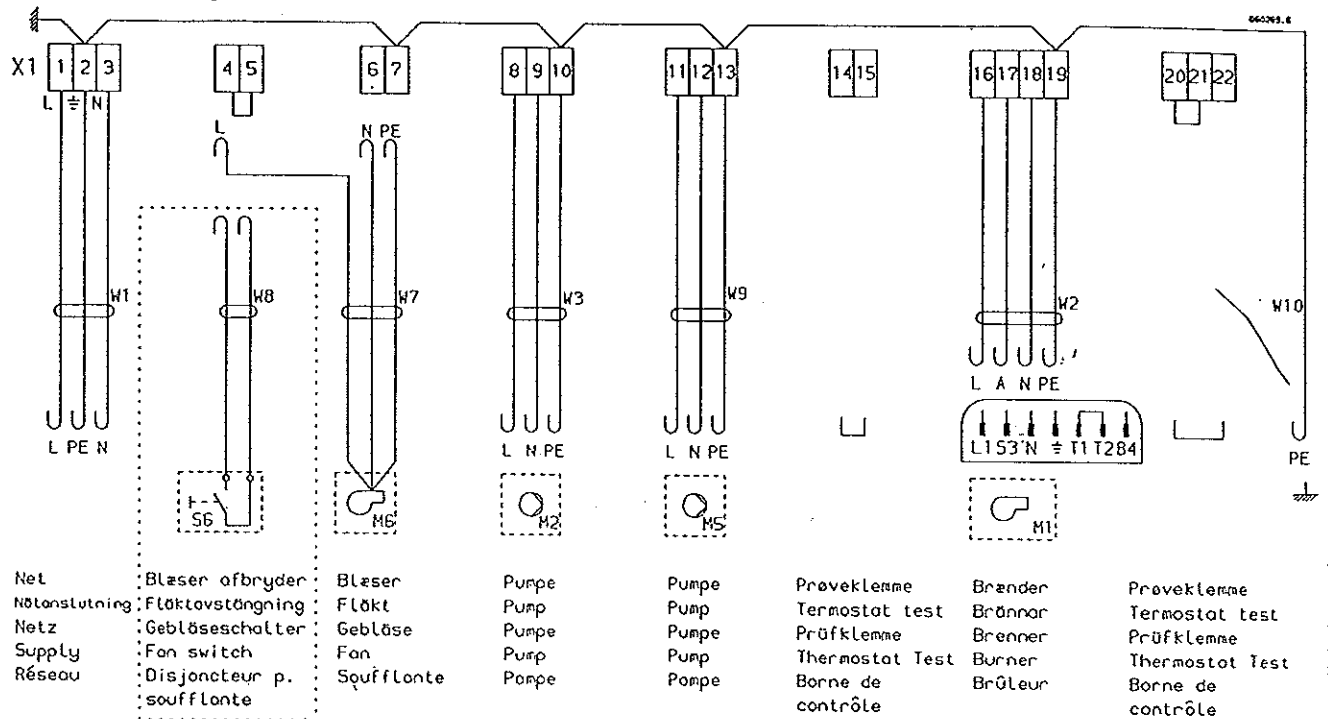 060269.6
X1 1 2 3 4 5 6 7 8 9 10 11 12 13 14 15 16 17 18 19 20 21 22
L ⏚ N
L
N PE
W1 W8 W7 W3 W9 W2 W10
L A N PE
L PE N
L N PE
L N PE
L1 S3 N ⏚ T1 T2 B4
PE
S6 M6 M2 M5 M1
Net Blæser afbryder Blæser Pumpe Pumpe Prøveklemme Brænder Prøveklemme
Nätanslutning Fläktavstängning Fläkt Pump Pump Termostat test Brännar Termostat test
Netz Gebläseschalter Gebläse Pumpe Pumpe Prüfklemme Brenner Prüfklemme
Supply Fan switch Fan Pump Pump Thermostat Test Burner Thermostat Test
Réseau Disjoncteur p. Soufflante Pompe Pompe Borne de Brûleur Borne de
soufflante contrôle contrôle